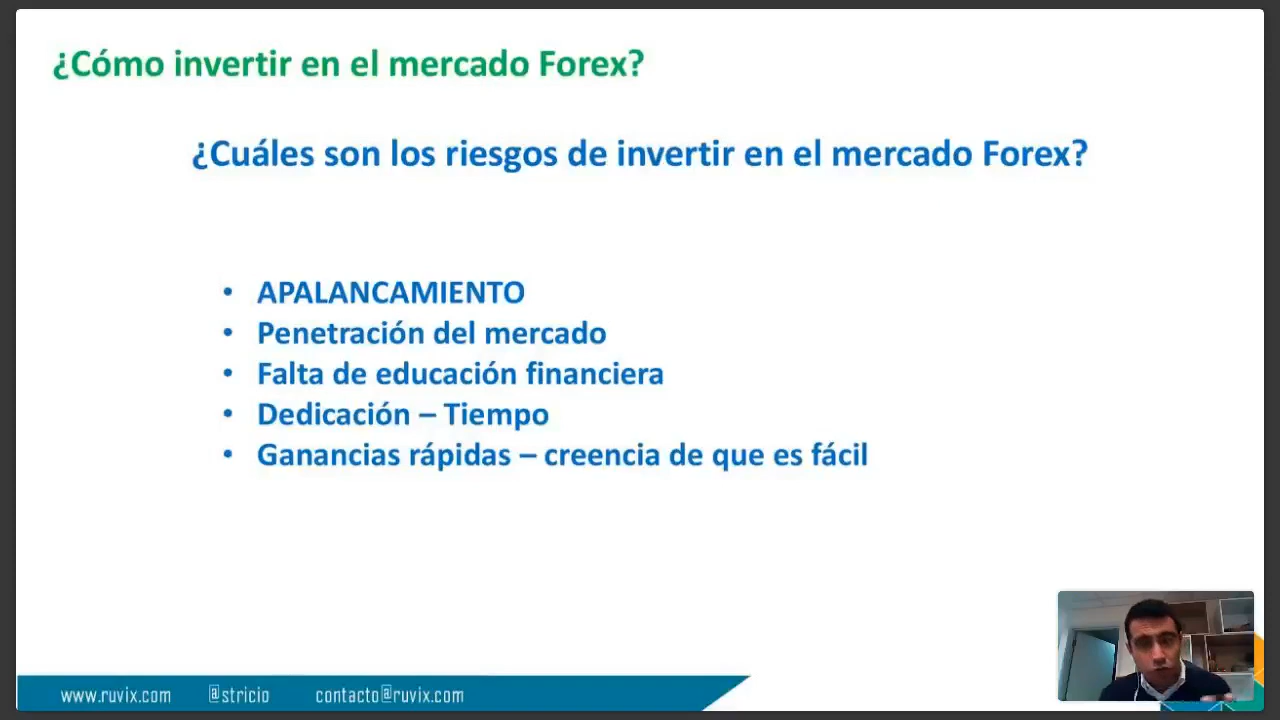 ¿Cómo invertir en el mercado Forex?
¿Cuáles son los riesgos de invertir en el mercado Forex?
• APALANCAMIENTO
• Penetración del mercado
• Falta de educación financiera
• Dedicación – Tiempo
• Ganancias rápidas – creencia de que es fácil
www.ruvix.com @stricio contacto@ruvix.com